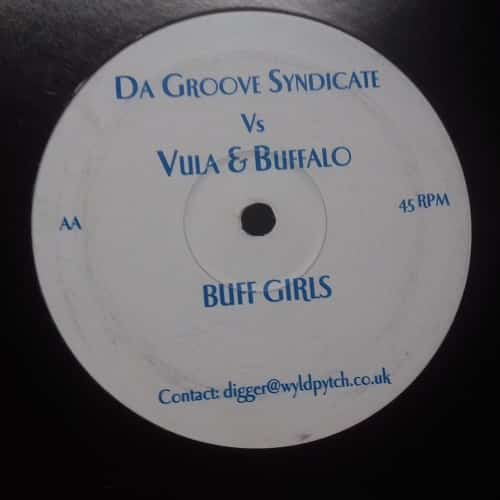 Da Groove Syndicate
Vs
Vula & Buffalo
AA
45 RPM
BUFF GIRLS
Contact: digger@wyldpytch.co.uk